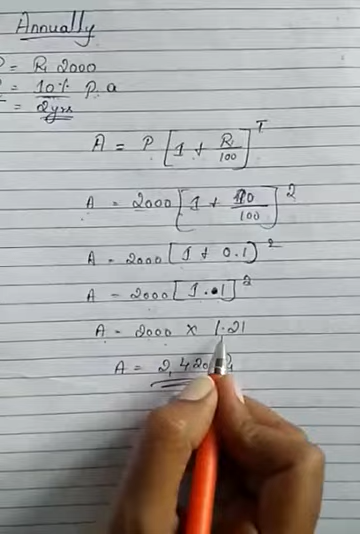 Annually
= Rs 2000
= 10% p.a
= 2yrs
A = P [1 + R/100]^T
A = 2000 [1 + 10/100]^2
A = 2000 [1 + 0.1)^2
A = 2000 [1.1]^2
A = 2000 × 1.21
A = 2,420